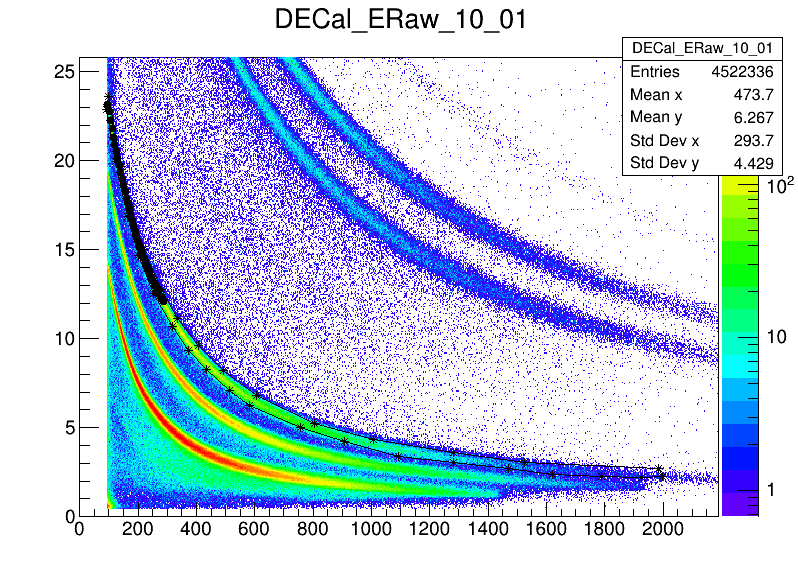 DECal_ERaw_10_01
DECal_ERaw_10_01
Entries 4522336
Mean x 473.7
Mean y 6.267
Std Dev x 293.7
Std Dev y 4.429
25
20
15
10
5
0
0 200 400 600 800 1000 1200 1400 1600 1800 2000
10²
10
1